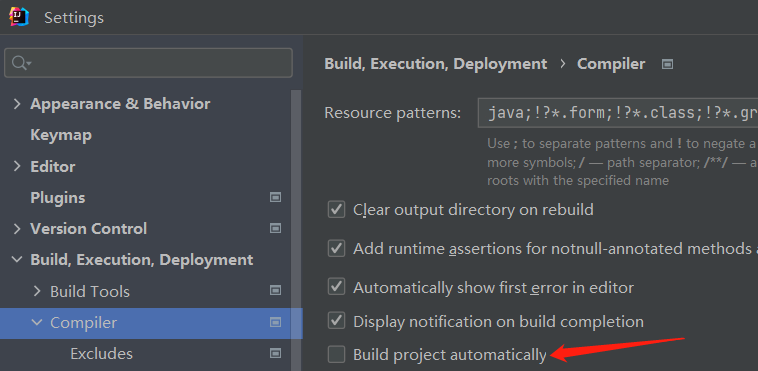 Settings
Appearance & Behavior
Keymap
Editor
Plugins
Version Control
Build, Execution, Deployment
Build Tools
Compiler
Excludes
Build, Execution, Deployment › Compiler
Resource patterns: java;!?*.form;!?*.class;!?*.gr
Use ; to separate patterns and ! to negate a
more symbols; / — path separator; /**/ — a
roots with the specified name
Clear output directory on rebuild
Add runtime assertions for notnull-annotated methods a
Automatically show first error in editor
Display notification on build completion
Build project automatically